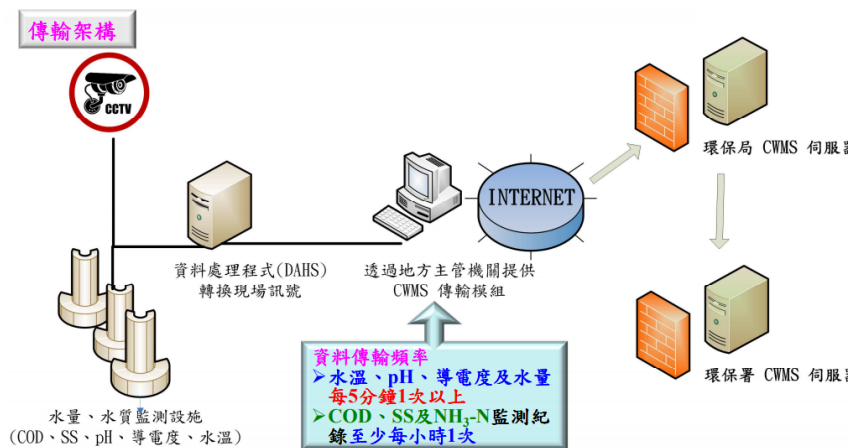 傳輸架構
CCTV
資料處理程式(DAHS)
轉換現場訊號
透過地方主管機關提供
CWMS 傳輸模組
INTERNET
環保局 CWMS 伺服器
環保署 CWMS 伺服器
資料傳輸頻率
➢水溫、pH、導電度及水量
每5分鐘1次以上
➢COD、SS及NH₃-N監測紀
錄至少每小時1次
水量、水質監測設施
(COD、SS、pH、導電度、水溫)